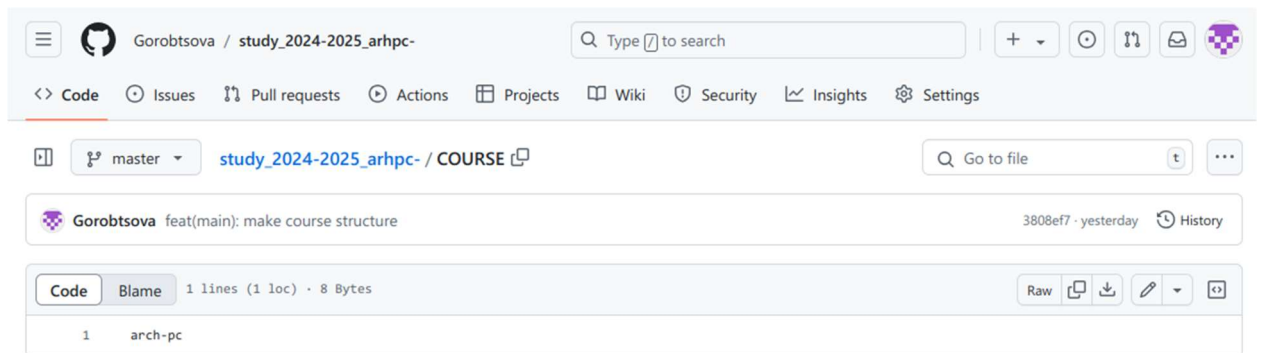 Gorobtsova / study_2024-2025_arhpc- Type / to search
Code Issues Pull requests Actions Projects Wiki Security Insights Settings
master study_2024-2025_arhpc- / COURSE Go to file t
Gorobtsova feat(main): make course structure 3808ef7 · yesterday History
Code Blame 1 lines (1 loc) · 8 Bytes Raw
1 arch-pc